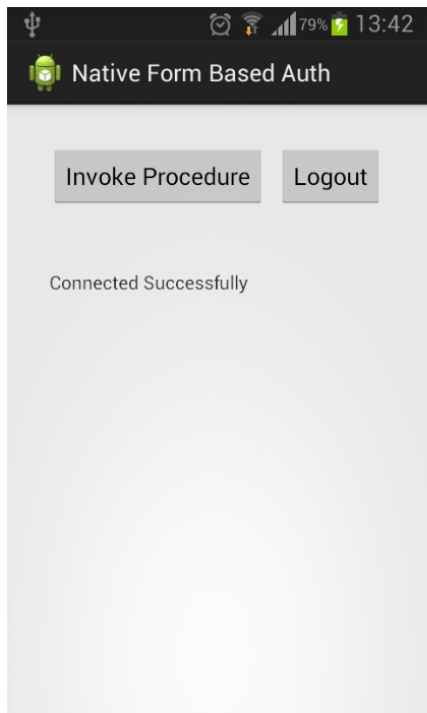 79% 13:42
Native Form Based Auth
Invoke Procedure Logout
Connected Successfully